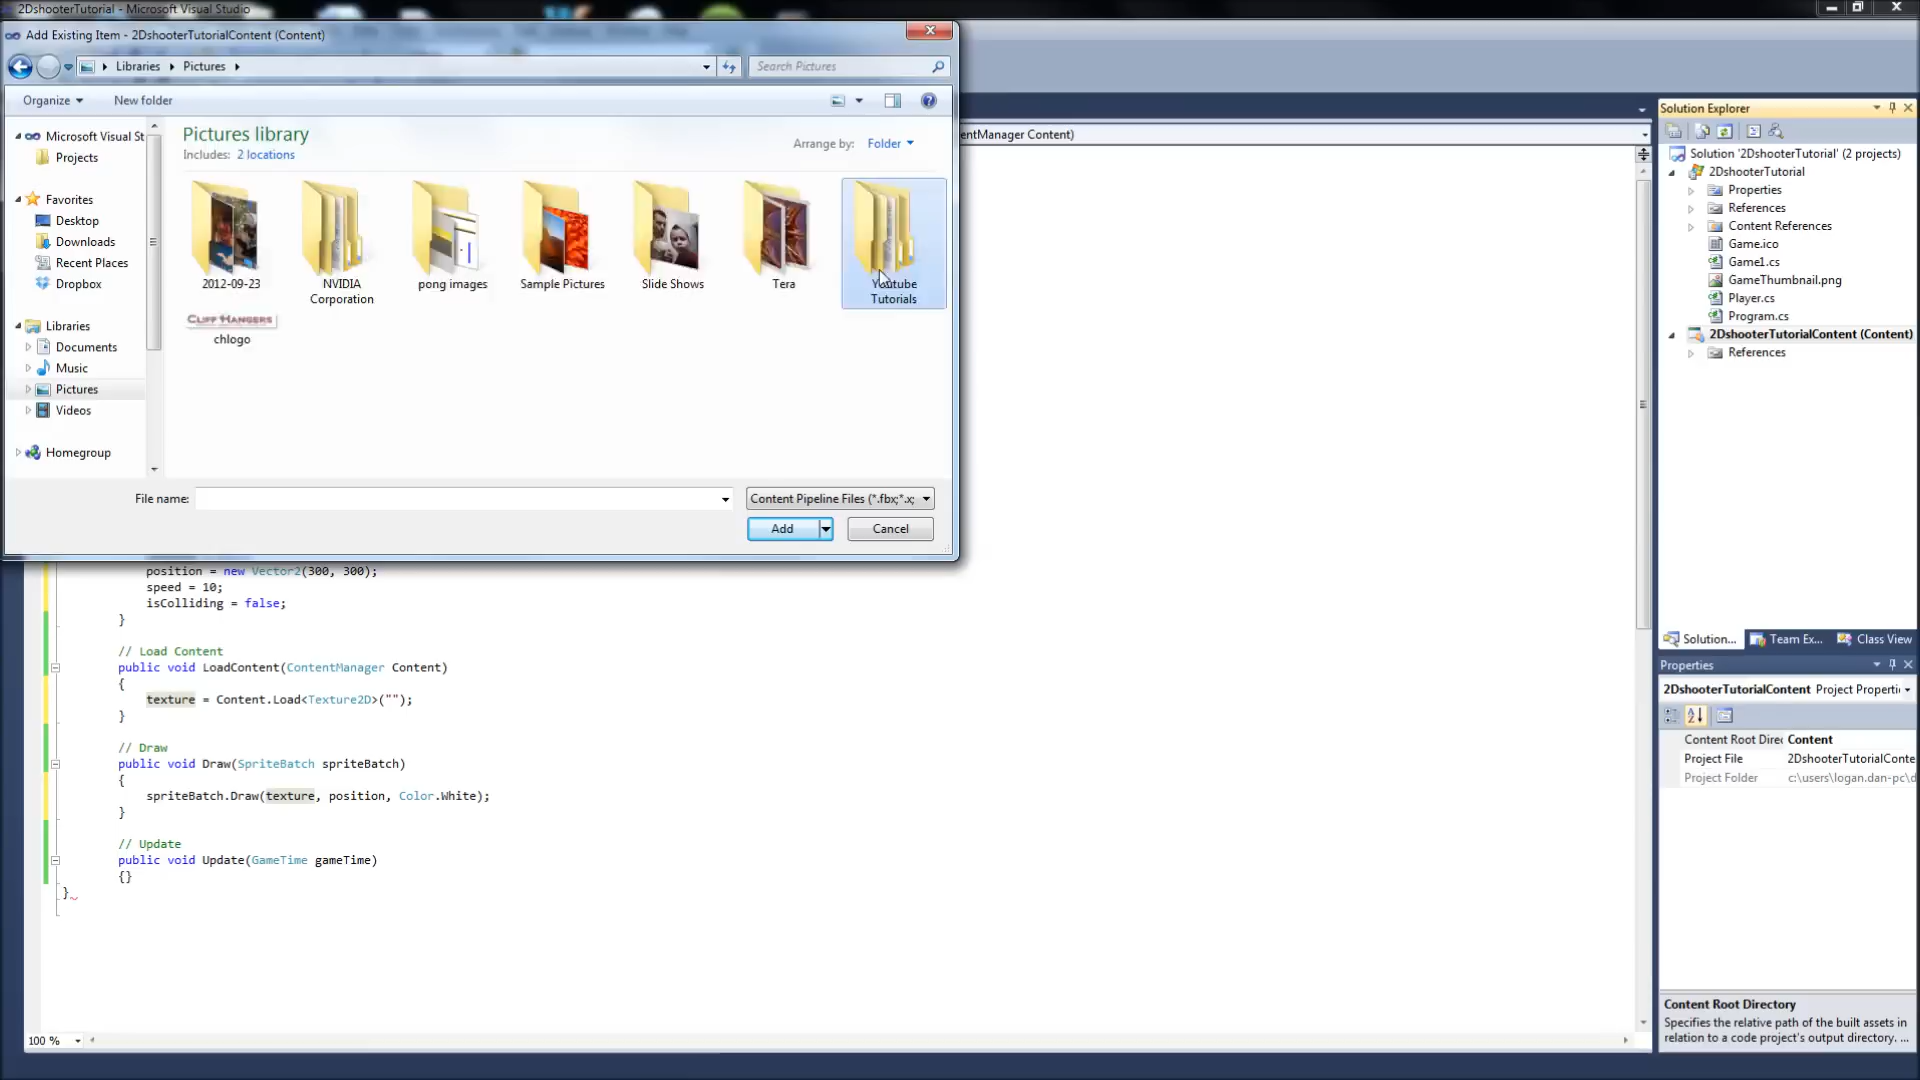 2DshooterTutorial - Microsoft Visual Studio
Add Existing Item - 2DshooterTutorialContent (Content)
Libraries Pictures
Search Pictures
Organize New folder
Microsoft Visual St
Projects
Favorites
Desktop
Downloads
Recent Places
Dropbox
Libraries
Documents
Music
Pictures
Videos
Homegroup
Pictures library
Includes: 2 locations
Arrange by: Folder
2012-09-23
NVIDIA Corporation
pong images
Sample Pictures
Slide Shows
Tera
Youtube Tutorials
CLIFF HANGERS
chlogo
File name:
Content Pipeline Files (*.fbx;*.x;
Add
Cancel
entManager Content)
position = new Vector2(300, 300);
speed = 10;
isColliding = false;
}
// Load Content
public void LoadContent(ContentManager Content)
{
texture = Content.Load<Texture2D>("");
}
// Draw
public void Draw(SpriteBatch spriteBatch)
{
spriteBatch.Draw(texture, position, Color.White);
}
// Update
public void Update(GameTime gameTime)
{}
}
100 %
Solution Explorer
Solution '2DshooterTutorial' (2 projects)
2DshooterTutorial
Properties
References
Content References
Game.ico
Game1.cs
GameThumbnail.png
Player.cs
Program.cs
2DshooterTutorialContent (Content)
References
Solution... Team Ex... Class View
Properties
2DshooterTutorialContent Project Properti
Content Root Direc Content
Project File 2DshooterTutorialConte
Project Folder c:\users\logan.dan-pc\d
Content Root Directory
Specifies the relative path of the built assets in
relation to a code project's output directory. ...